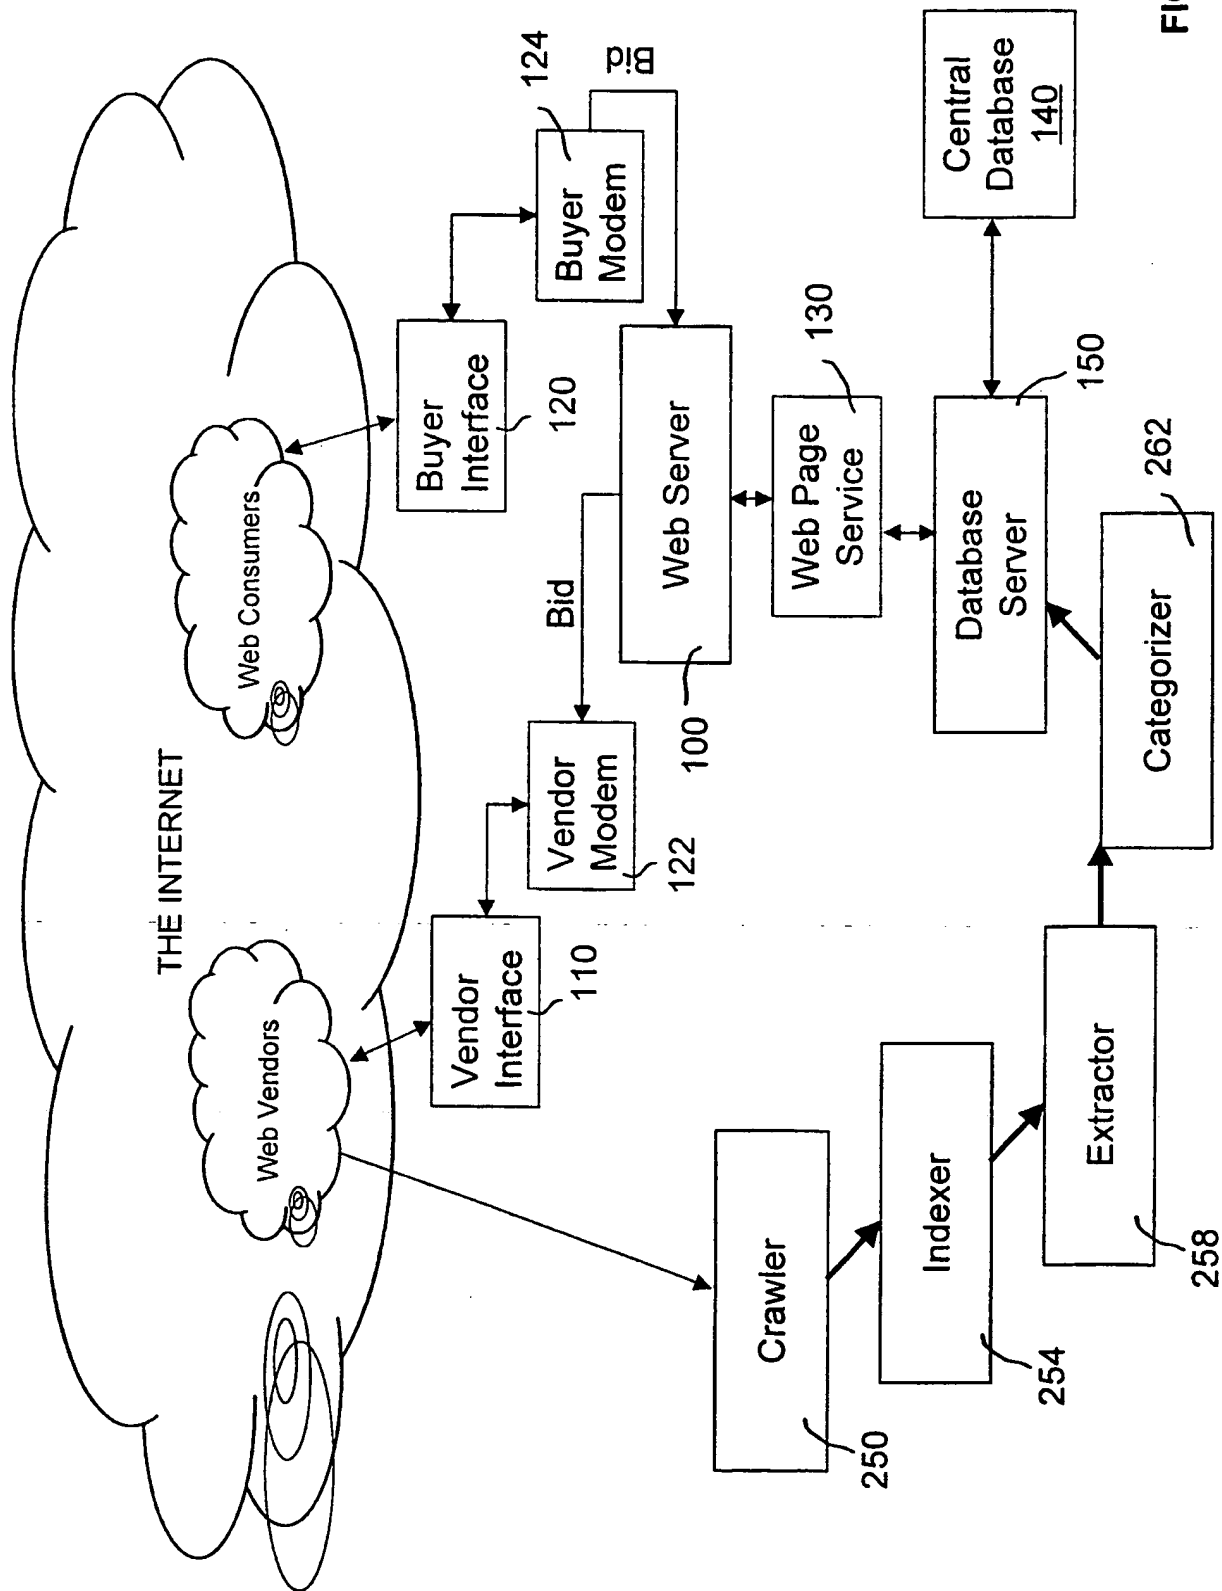 THE INTERNET
Web Vendors
Web Consumers
Vendor
Interface
110
Buyer
Interface
120
Vendor
Modem
122
Buyer
Modem
124
Bid
Bid
Web Server
100
Web Page
Service
130
Database
Server
150
Central
Database
140
Crawler
250
Indexer
254
Extractor
258
Categorizer
262